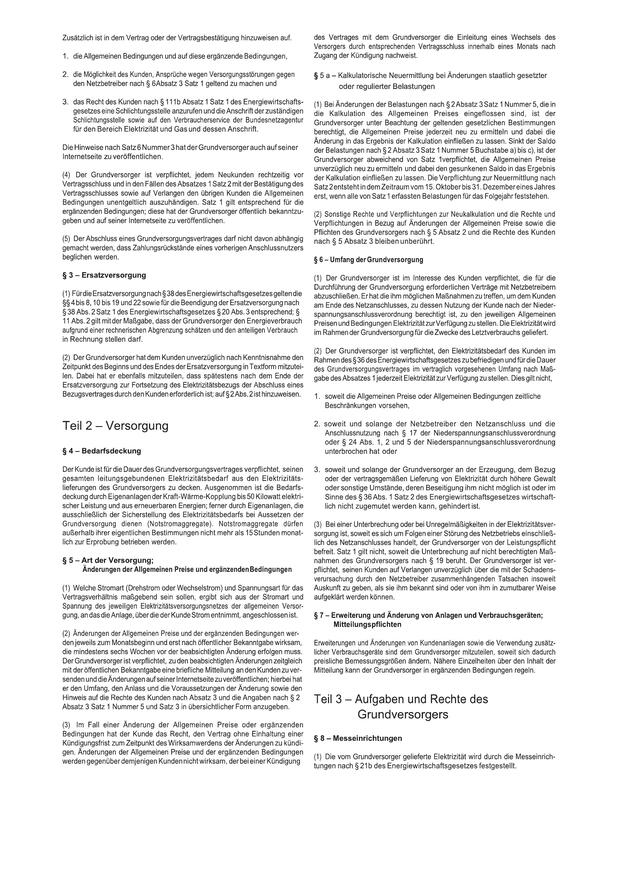 Zusätzlich ist in dem Vertrag oder der Vertragsbestätigung hinzuweisen auf.
1. die Allgemeinen Bedingungen und auf diese ergänzende Bedingungen,
2. die Möglichkeit des Kunden, Ansprüche wegen Versorgungsstörungen gegen
den Netzbetreiber nach § 6Absatz 3 Satz 1 geltend zu machen und
3. das Recht des Kunden nach § 111b Absatz 1 Satz 1 des Energiewirtschafts-
gesetzes eine Schlichtungsstelle anzurufen und die Anschrift der zuständigen
Schlichtungsstelle sowie auf den Verbraucherservice der Bundesnetzagentur
für den Bereich Elektrizität und Gas und dessen Anschrift.
Die Hinweise nach Satz 6 Nummer 3 hat der Grundversorger auch auf seiner
Internetseite zu veröffentlichen.
(4) Der Grundversorger ist verpflichtet, jedem Neukunden rechtzeitig vor
Vertragsschluss und in den Fällen des Absatzes 1 Satz 2 mit der Bestätigung des
Vertragsschlusses sowie auf Verlangen den übrigen Kunden die Allgemeinen
Bedingungen unentgeltlich auszuhändigen. Satz 1 gilt entsprechend für die
ergänzenden Bedingungen; diese hat der Grundversorger öffentlich bekanntzu-
geben und auf seiner Internetseite zu veröffentlichen.
(5) Der Abschluss eines Grundversorgungsvertrages darf nicht davon abhängig
gemacht werden, dass Zahlungsrückstände eines vorherigen Anschlussnutzers
beglichen werden.
§ 3 – Ersatzversorgung
(1) Für die Ersatzversorgung nach § 38 des Energiewirtschaftsgesetzes gelten die
§§ 4 bis 8, 10 bis 19 und 22 sowie für die Beendigung der Ersatzversorgung nach
§ 38 Abs. 2 Satz 1 des Energiewirtschaftsgesetzes § 20 Abs. 3 entsprechend; §
11 Abs. 2 gilt mit der Maßgabe, dass der Grundversorger den Energieverbrauch
aufgrund einer rechnerischen Abgrenzung schätzen und den anteiligen Verbrauch
in Rechnung stellen darf.
(2) Der Grundversorger hat dem Kunden unverzüglich nach Kenntnisnahme den
Zeitpunkt des Beginns und des Endes der Ersatzversorgung in Textform mitzutei-
len. Dabei hat er ebenfalls mitzuteilen, dass spätestens nach dem Ende der
Ersatzversorgung zur Fortsetzung des Elektrizitätsbezugs der Abschluss eines
Bezugsvertrages durch den Kunden erforderlich ist; auf § 2 Abs. 2 ist hinzuweisen.
Teil 2 – Versorgung
§ 4 – Bedarfsdeckung
Der Kunde ist für die Dauer des Grundversorgungsvertrages verpflichtet, seinen
gesamten leitungsgebundenen Elektrizitätsbedarf aus den Elektrizitäts-
lieferungen des Grundversorgers zu decken. Ausgenommen ist die Bedarfs-
deckung durch Eigenanlagen der Kraft-Wärme-Kopplung bis 50 Kilowatt elektri-
scher Leistung und aus erneuerbaren Energien; ferner durch Eigenanlagen, die
ausschließlich der Sicherstellung des Elektrizitätsbedarfs bei Aussetzen der
Grundversorgung dienen (Notstromaggregate). Notstromaggregate dürfen
außerhalb ihrer eigentlichen Bestimmungen nicht mehr als 15 Stunden monat-
lich zur Erprobung betrieben werden.
§ 5 – Art der Versorgung;
Änderungen der Allgemeinen Preise und ergänzenden Bedingungen
(1) Welche Stromart (Drehstrom oder Wechselstrom) und Spannungsart für das
Vertragsverhältnis maßgebend sein sollen, ergibt sich aus der Stromart und
Spannung des jeweiligen Elektrizitätsversorgungsnetzes der allgemeinen Versor-
gung, an das die Anlage, über die der Kunde Strom entnimmt, angeschlossen ist.
(2) Änderungen der Allgemeinen Preise und der ergänzenden Bedingungen wer-
den jeweils zum Monatsbeginn und erst nach öffentlicher Bekanntgabe wirksam,
die mindestens sechs Wochen vor der beabsichtigten Änderung erfolgen muss.
Der Grundversorger ist verpflichtet, zu den beabsichtigten Änderungen zeitgleich
mit der öffentlichen Bekanntgabe eine briefliche Mitteilung an den Kunden zu ver-
senden und die Änderungen auf seiner Internetseite zu veröffentlichen; hierbei hat
er den Umfang, den Anlass und die Voraussetzungen der Änderung sowie den
Hinweis auf die Rechte des Kunden nach Absatz 3 und die Angaben nach § 2
Absatz 3 Satz 1 Nummer 5 und Satz 3 in übersichtlicher Form anzugeben.
(3) Im Fall einer Änderung der Allgemeinen Preise oder ergänzenden
Bedingungen hat der Kunde das Recht, den Vertrag ohne Einhaltung einer
Kündigungsfrist zum Zeitpunkt des Wirksamwerdens der Änderungen zu kündi-
gen. Änderungen der Allgemeinen Preise und der ergänzenden Bedingungen
werden gegenüber demjenigen Kunden nicht wirksam, der bei einer Kündigung
des Vertrages mit dem Grundversorger die Einleitung eines Wechsels des
Versorgers durch entsprechenden Vertragsschluss innerhalb eines Monats nach
Zugang der Kündigung nachweist.
§ 5 a – Kalkulatorische Neuermittlung bei Änderungen staatlich gesetzter
oder regulierter Belastungen
(1) Bei Änderungen der Belastungen nach § 2 Absatz 3 Satz 1 Nummer 5, die in
die Kalkulation des Allgemeinen Preises eingeflossen sind, ist der
Grundversorger unter Beachtung der geltenden gesetzlichen Bestimmungen
berechtigt, die Allgemeinen Preise jederzeit neu zu ermitteln und dabei die
Änderung in das Ergebnis der Kalkulation einfließen zu lassen. Sinkt der Saldo
der Belastungen nach § 2 Absatz 3 Satz 1 Nummer 5 Buchstabe a) bis c), ist der
Grundversorger abweichend von Satz 1verpflichtet, die Allgemeinen Preise
unverzüglich neu zu ermitteln und dabei den gesunkenen Saldo in das Ergebnis
der Kalkulation einfließen zu lassen. Die Verpflichtung zur Neuermittlung nach
Satz 2 entsteht in dem Zeitraum vom 15. Oktober bis 31. Dezember eines Jahres
erst, wenn alle von Satz 1 erfassten Belastungen für das Folgejahr feststehen.
(2) Sonstige Rechte und Verpflichtungen zur Neukalkulation und die Rechte und
Verpflichtungen in Bezug auf Änderungen der Allgemeinen Preise sowie die
Pflichten des Grundversorgers nach § 5 Absatz 2 und die Rechte des Kunden
nach § 5 Absatz 3 bleiben unberührt.
§ 6 – Umfang der Grundversorgung
(1) Der Grundversorger ist im Interesse des Kunden verpflichtet, die für die
Durchführung der Grundversorgung erforderlichen Verträge mit Netzbetreibern
abzuschließen. Er hat die ihm möglichen Maßnahmen zu treffen, um dem Kunden
am Ende des Netzanschlusses, zu dessen Nutzung der Kunde nach der Nieder-
spannungsanschlussverordnung berechtigt ist, zu den jeweiligen Allgemeinen
Preisen und Bedingungen Elektrizität zur Verfügung zu stellen. Die Elektrizität wird
im Rahmen der Grundversorgung für die Zwecke des Letztverbrauchs geliefert.
(2) Der Grundversorger ist verpflichtet, den Elektrizitätsbedarf des Kunden im
Rahmen des § 36 des Energiewirtschaftsgesetzes zu befriedigen und für die Dauer
des Grundversorgungsvertrages im vertraglich vorgesehenen Umfang nach Maß-
gabe des Absatzes 1 jederzeit Elektrizität zur Verfügung zu stellen. Dies gilt nicht,
1. soweit die Allgemeinen Preise oder Allgemeinen Bedingungen zeitliche
Beschränkungen vorsehen,
2. soweit und solange der Netzbetreiber den Netzanschluss und die
Anschlussnutzung nach § 17 der Niederspannungsanschlussverordnung
oder § 24 Abs. 1, 2 und 5 der Niederspannungsanschlussverordnung
unterbrochen hat oder
3. soweit und solange der Grundversorger an der Erzeugung, dem Bezug
oder der vertragsmäßigen Lieferung von Elektrizität durch höhere Gewalt
oder sonstige Umstände, deren Beseitigung ihm nicht möglich ist oder im
Sinne des § 36 Abs. 1 Satz 2 des Energiewirtschaftsgesetzes wirtschaft-
lich nicht zugemutet werden kann, gehindert ist.
(3) Bei einer Unterbrechung oder bei Unregelmäßigkeiten in der Elektrizitätsver-
sorgung ist, soweit es sich um Folgen einer Störung des Netzbetriebs einschließ-
lich des Netzanschlusses handelt, der Grundversorger von der Leistungspflicht
befreit. Satz 1 gilt nicht, soweit die Unterbrechung auf nicht berechtigten Maß-
nahmen des Grundversorgers nach § 19 beruht. Der Grundversorger ist ver-
pflichtet, seinen Kunden auf Verlangen unverzüglich über die mit der Schadens-
verursachung durch den Netzbetreiber zusammenhängenden Tatsachen insoweit
Auskunft zu geben, als sie ihm bekannt sind oder von ihm in zumutbarer Weise
aufgeklärt werden können.
§ 7 – Erweiterung und Änderung von Anlagen und Verbrauchsgeräten;
Mitteilungspflichten
Erweiterungen und Änderungen von Kundenanlagen sowie die Verwendung zusätz-
licher Verbrauchsgeräte sind dem Grundversorger mitzuteilen, soweit sich dadurch
preisliche Bemessungsgrößen ändern. Nähere Einzelheiten über den Inhalt der
Mitteilung kann der Grundversorger in ergänzenden Bedingungen regeln.
Teil 3 – Aufgaben und Rechte des
Grundversorgers
§ 8 – Messeinrichtungen
(1) Die vom Grundversorger gelieferte Elektrizität wird durch die Messeinrich-
tungen nach § 21b des Energiewirtschaftsgesetzes festgestellt.